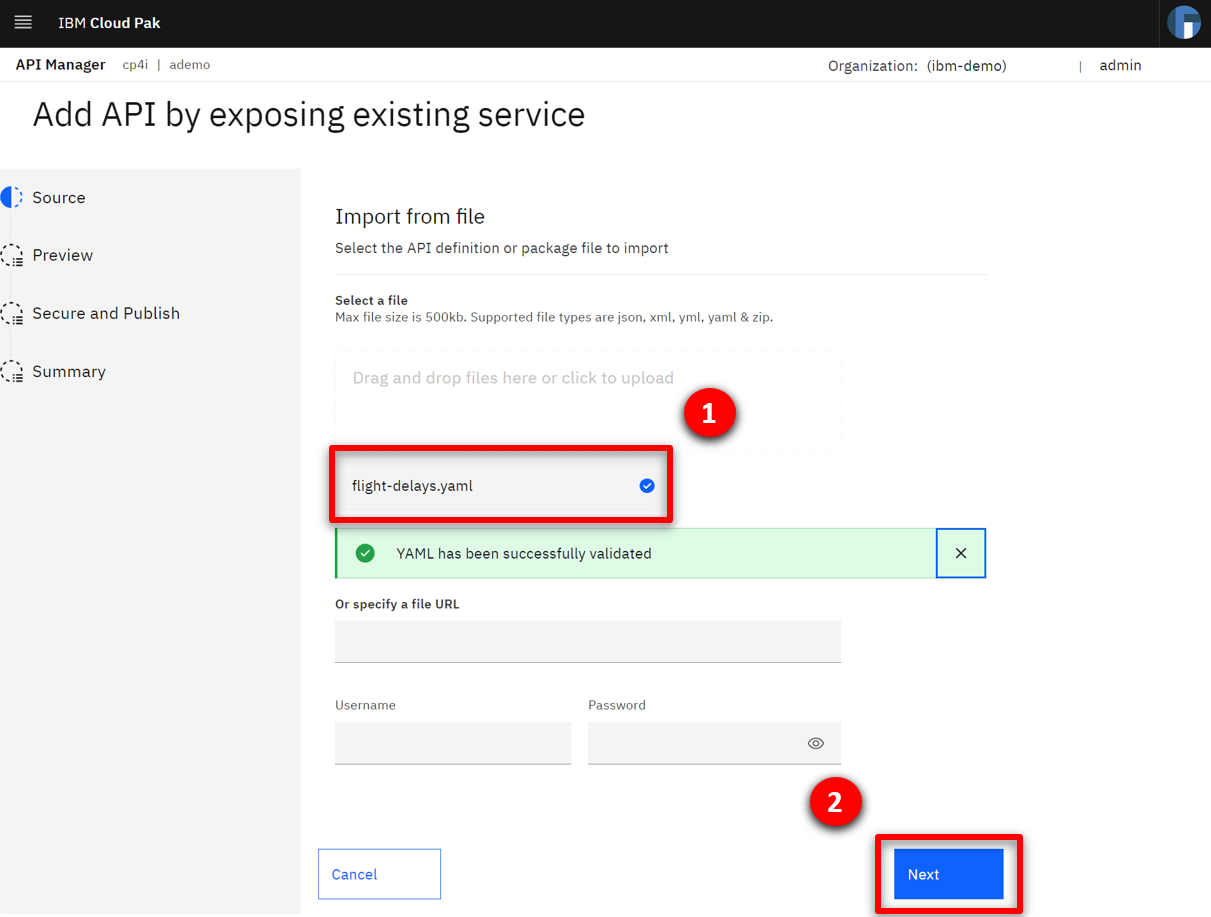 IBM Cloud Pak
API Manager cp4i | ademo Organization: (ibm-demo) | admin
Add API by exposing existing service
Source
Preview
Secure and Publish
Summary
Import from file
Select the API definition or package file to import
Select a file
Max file size is 500kb. Supported file types are json, xml, yml, yaml & zip.
Drag and drop files here or click to upload
1
flight-delays.yaml
YAML has been successfully validated
Or specify a file URL
Username Password
2
Cancel Next